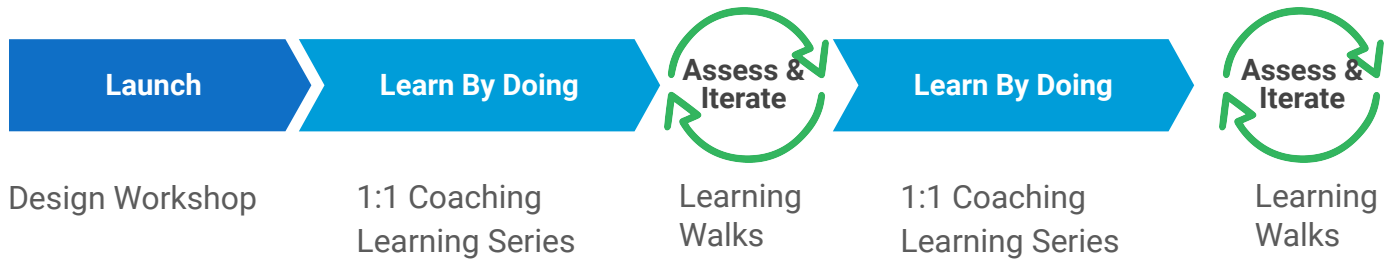 Launch
Learn By Doing
Assess &
Iterate
Learn By Doing
Assess &
Iterate
Design Workshop
1:1 Coaching
Learning Series
Learning
Walks
1:1 Coaching
Learning Series
Learning
Walks